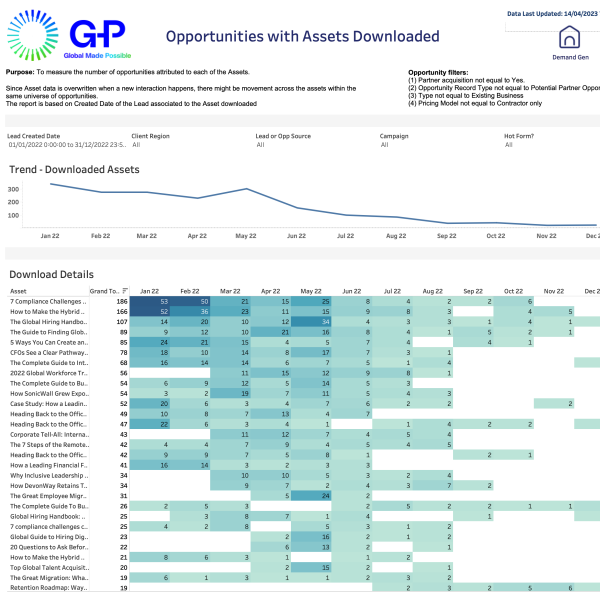 G-P
Global Made Possible
Opportunities with Assets Downloaded
Data Last Updated: 14/04/2023
Demand Gen
Purpose: To measure the number of opportunities attributed to each of the Assets.
Since Asset data is overwritten when a new interaction happens, there might be movement across the assets within the
same universe of opportunities.
The report is based on Created Date of the Lead associated to the Asset downloaded
Opportunity filters:
(1) Partner acquisition not equal to Yes.
(2) Opportunity Record Type not equal to Potential Partner Oppor
(3) Type not equal to Existing Business
(4) Pricing Model not equal to Contractor only
Lead Created Date Client Region Lead or Opp Source Campaign Hot Form?
01/01/2022 0:00:00 to 31/12/2022 23:5.. All All All All
Trend - Downloaded Assets
300
200
100
Jan 22 Feb 22 Mar 22 Apr 22 May 22 Jun 22 Jul 22 Aug 22 Sep 22 Oct 22 Nov 22 Dec 2
Download Details
Asset Grand To.. Jan 22 Feb 22 Mar 22 Apr 22 May 22 Jun 22 Jul 22 Aug 22 Sep 22 Oct 22 Nov 22 Dec
7 Compliance Challenges .. 186 53 50 21 15 25 8 4 2 2 6
How to Make the Hybrid .. 166 52 36 23 11 15 9 8 3 4 5
The Global Hiring Handbo.. 107 14 20 10 12 34 4 3 3 1 4 1
The Guide to Finding Glob.. 89 9 12 10 21 16 8 4 1 5 2 1
5 Ways You Can Create an.. 85 24 21 15 4 5 7 4 4 1
CFOs See a Clear Pathway.. 78 18 10 14 8 17 7 3 1
The Complete Guide to Int.. 68 16 14 14 6 7 5 1 4
2022 Global Workforce Tr.. 56 11 15 12 9 8 1
The Complete Guide to Bu.. 54 6 9 12 5 14 5 3
How SonicWall Grew Expo.. 54 3 2 19 7 11 5 4 3
Case Study: How a Leadin.. 52 20 6 3 4 7 6 2 2 2
Heading Back to the Offic.. 49 10 8 7 13 4 7
Heading Back to the Offic.. 47 22 6 3 4 1 1 4 2 2
Corporate Tell-All: Interna.. 43 11 12 7 4 5 4
The 7 Steps of the Remote.. 42 4 4 7 9 4 5 4 5
Heading Back to the Offic.. 42 9 9 7 5 8 1 2 1
How a Leading Financial F.. 41 16 14 3 2 3 3
Why Inclusive Leadership .. 34 10 10 5 3 2 4
How DevonWay Retains T.. 34 9 7 2 4 3 7 2
The Great Employee Migr.. 31 5 24 2
The Complete Guide to Bu.. 26 2 5 3 2 5 2 2 1 1
Global Hiring Handbook: .. 25 3 8 7 1 4 1
7 compliance challenges c.. 25 4 2 8 5 3 1 2
Global Guide to Hiring Dig.. 23 2 16 2 1 2
20 Questions to Ask Befor.. 22 6 13 2 1
How to Make the Hybrid .. 21 8 6 3 1 1 2
Top Global Talent Acquisit.. 20 2 15 2 1
The Great Migration: Wha.. 19 6 1 3 1 1 2 3 2
Retention Roadmap: Way.. 19 2 3 2 5 6